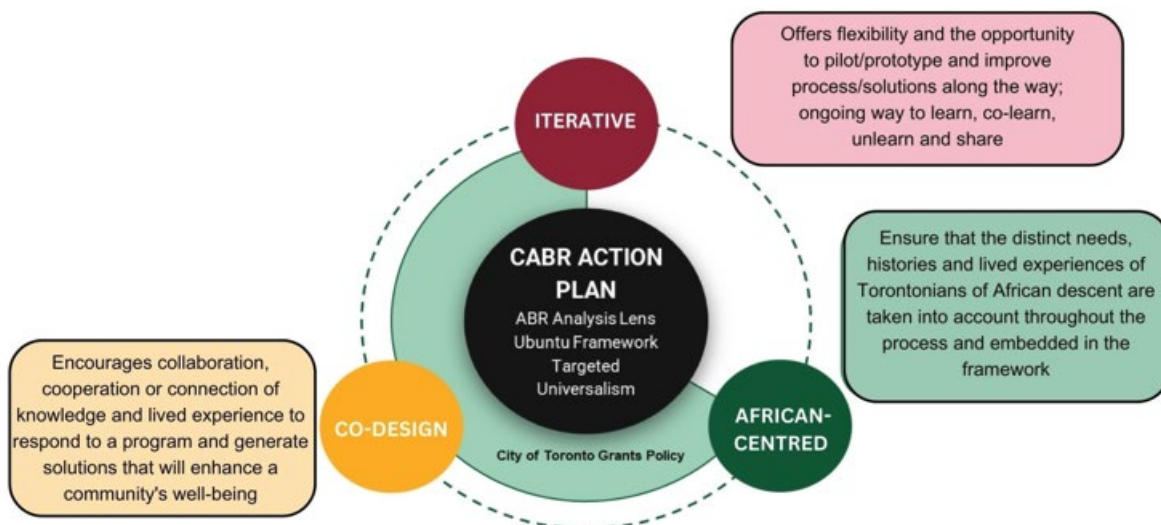 Offers flexibility and the opportunity
to pilot/prototype and improve
process/solutions along the way;
ongoing way to learn, co-learn,
unlearn and share
ITERATIVE
Ensure that the distinct needs,
histories and lived experiences of
Torontonians of African descent are
taken into account throughout the
process and embedded in the
framework
CABR ACTION
PLAN
ABR Analysis Lens
Ubuntu Framework
Targeted
Universalism
Encourages collaboration,
cooperation or connection of
knowledge and lived experience to
respond to a program and generate
solutions that will enhance a
community's well-being
CO-DESIGN
AFRICAN-
CENTRED
City of Toronto Grants Policy